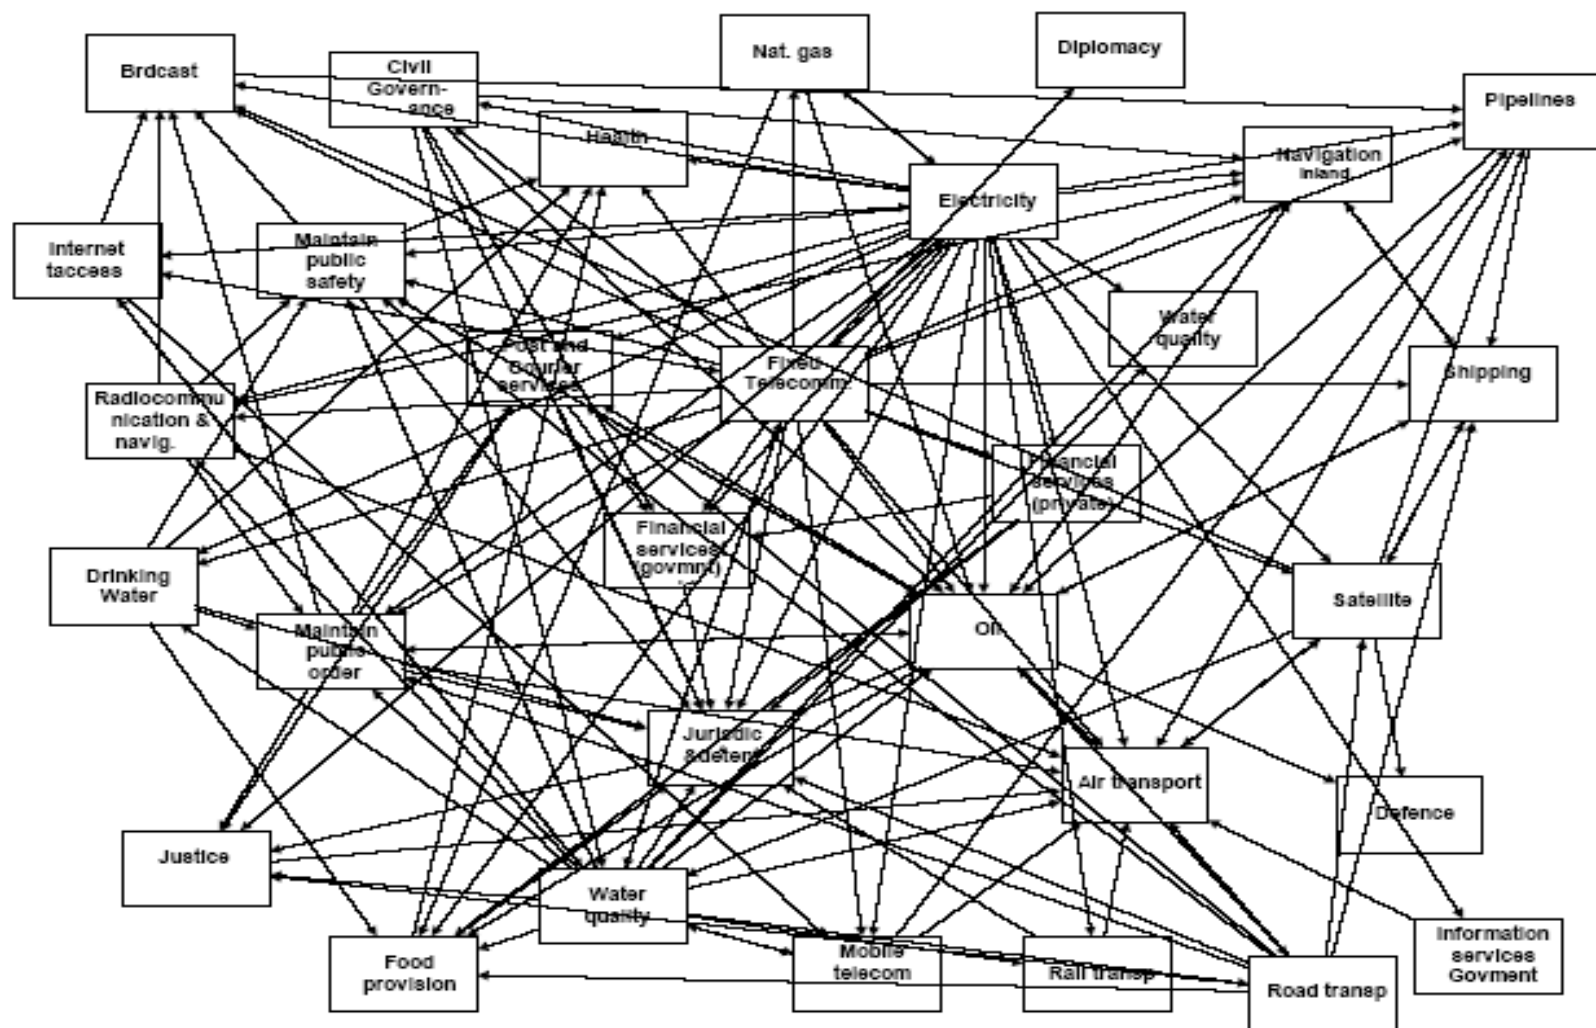 Brdcast
Civil
Govern-
ance
Nat. gas
Diplomacy
Pipelines
Health
Navigation
Inland
Electricity
Internet
taccess
Maintain
public
safety
Water
quality
Post and
Courier
services
Fixed
Telecomm.
Shipping
Radiocommu
nication &
navig.
Financial
services
(private)
Financial
services
(govmnt)
Drinking
Water
Satellite
Oil
Maintain
public
order
Juristic
&detent
Air transport
Defence
Justice
Water
quality
Food
provision
Mobile
telecom
Rail transp
Road transp
Information
services
Govment